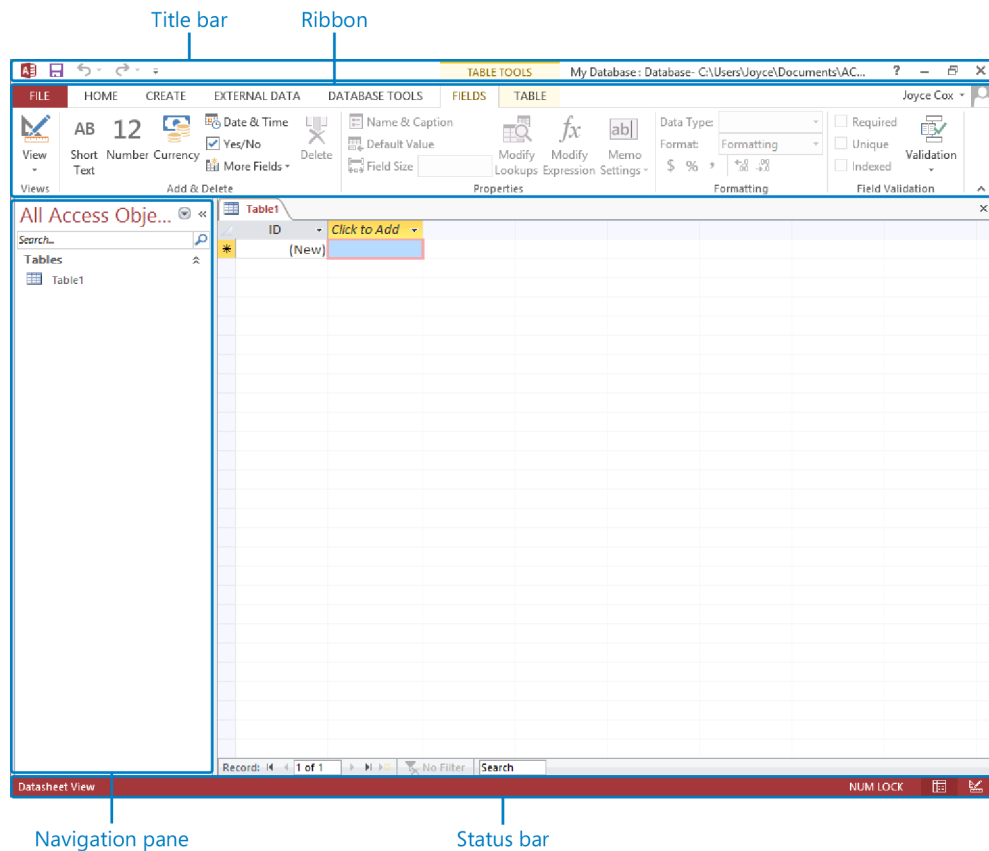 Title bar Ribbon
TABLE TOOLS My Database : Database- C:\Users\Joyce\Documents\AC... ?
FILE HOME CREATE EXTERNAL DATA DATABASE TOOLS FIELDS TABLE Joyce Cox
View
AB Short Text
12 Number
Currency
Date & Time
Yes/No
More Fields
Delete
Name & Caption
Default Value
Field Size
Modify Lookups
fx Modify Expression
ab Memo Settings
Data Type:
Format: Formatting
$ % , .0 .00 .00 .0
Required
Unique
Indexed
Validation
Views Add & Delete Properties Formatting Field Validation
All Access Obje... «
Search...
Tables
Table1
Table1
ID Click to Add
* (New)
Record: 1 of 1 No Filter Search
Datasheet View NUM LOCK
Navigation pane Status bar